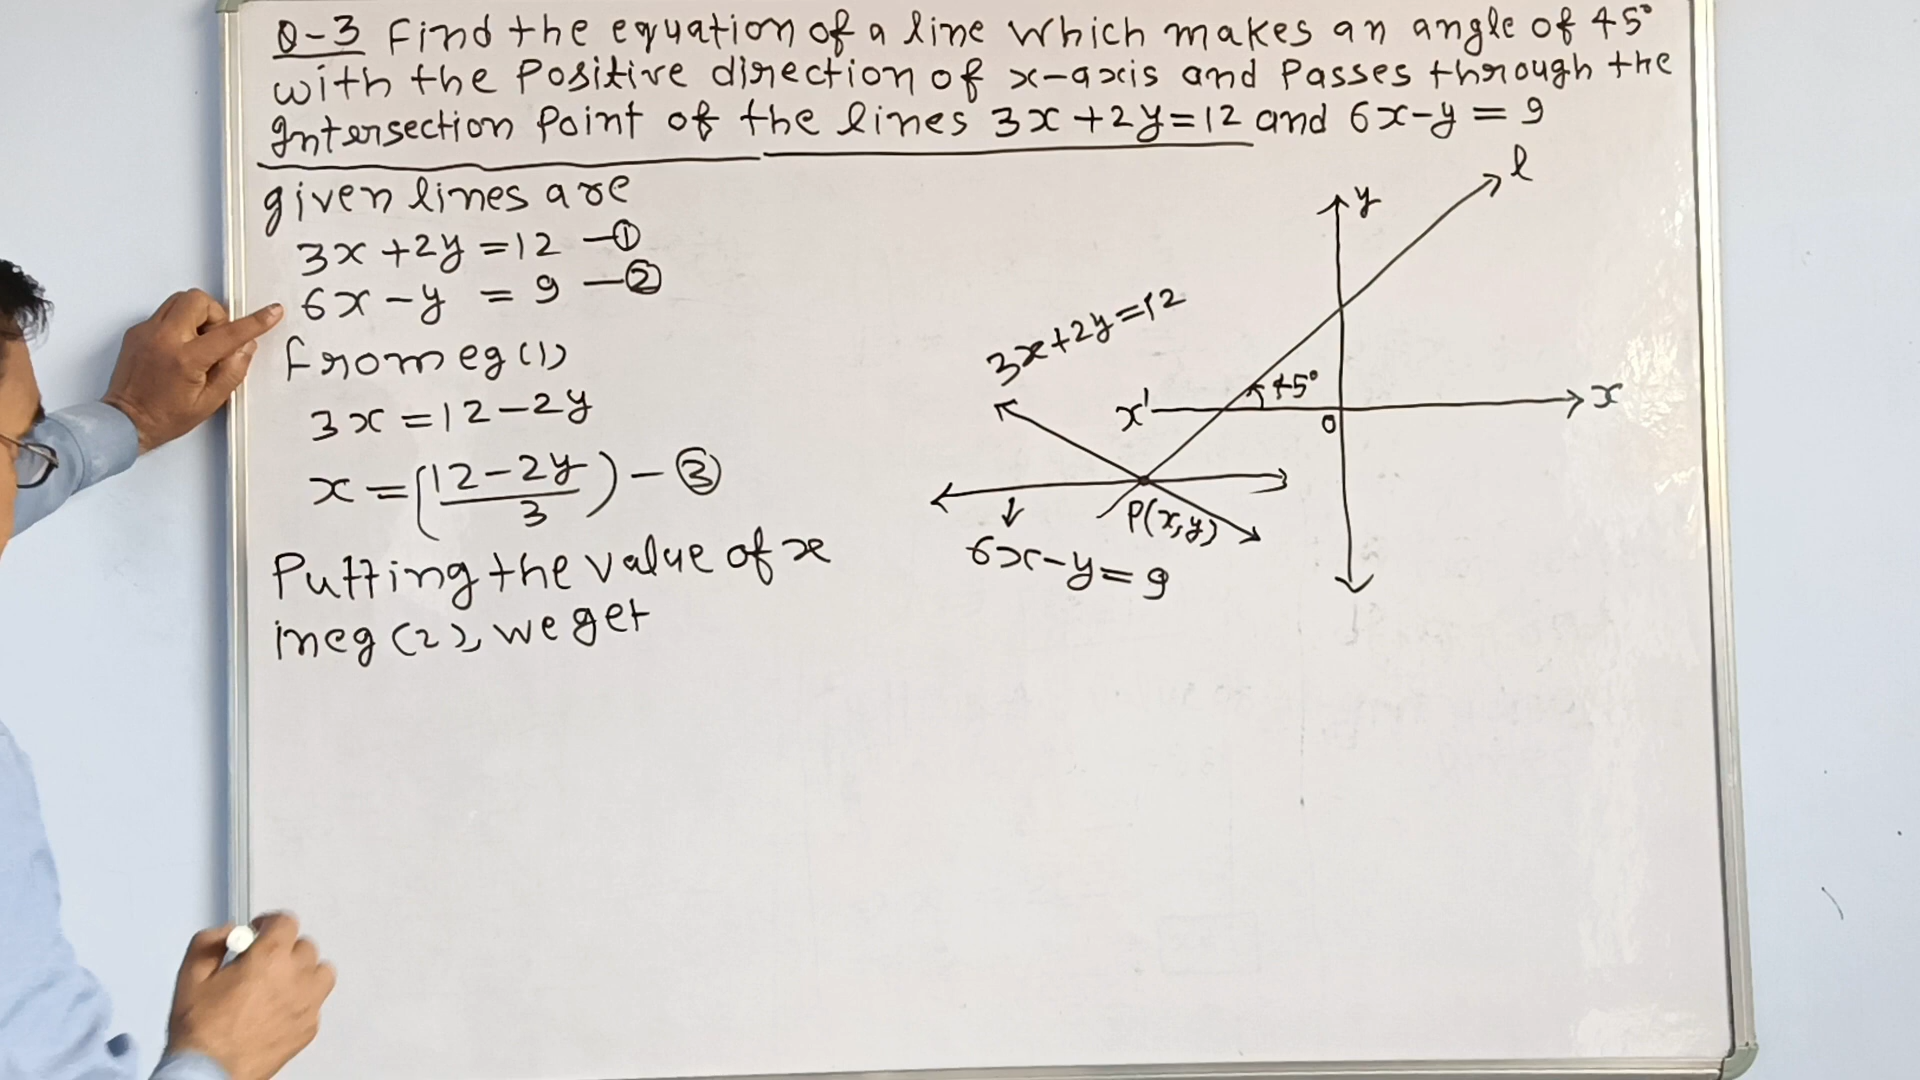 Q-3 Find the equation of a line which makes an angle of 45°
with the Positive direction of x-axis and Passes through the
Intersection Point of the lines 3x+2y=12 and 6x-y=9
given lines are
3x+2y=12 -①
6x-y = 9 -②
from eq (1)
3x=12-2y
x=(12-2y/3) - ③
Putting the value of x
in eq (2), we get
l
y
3x+2y=12
45°
x'
x
0
P(x,y)
6x-y=9